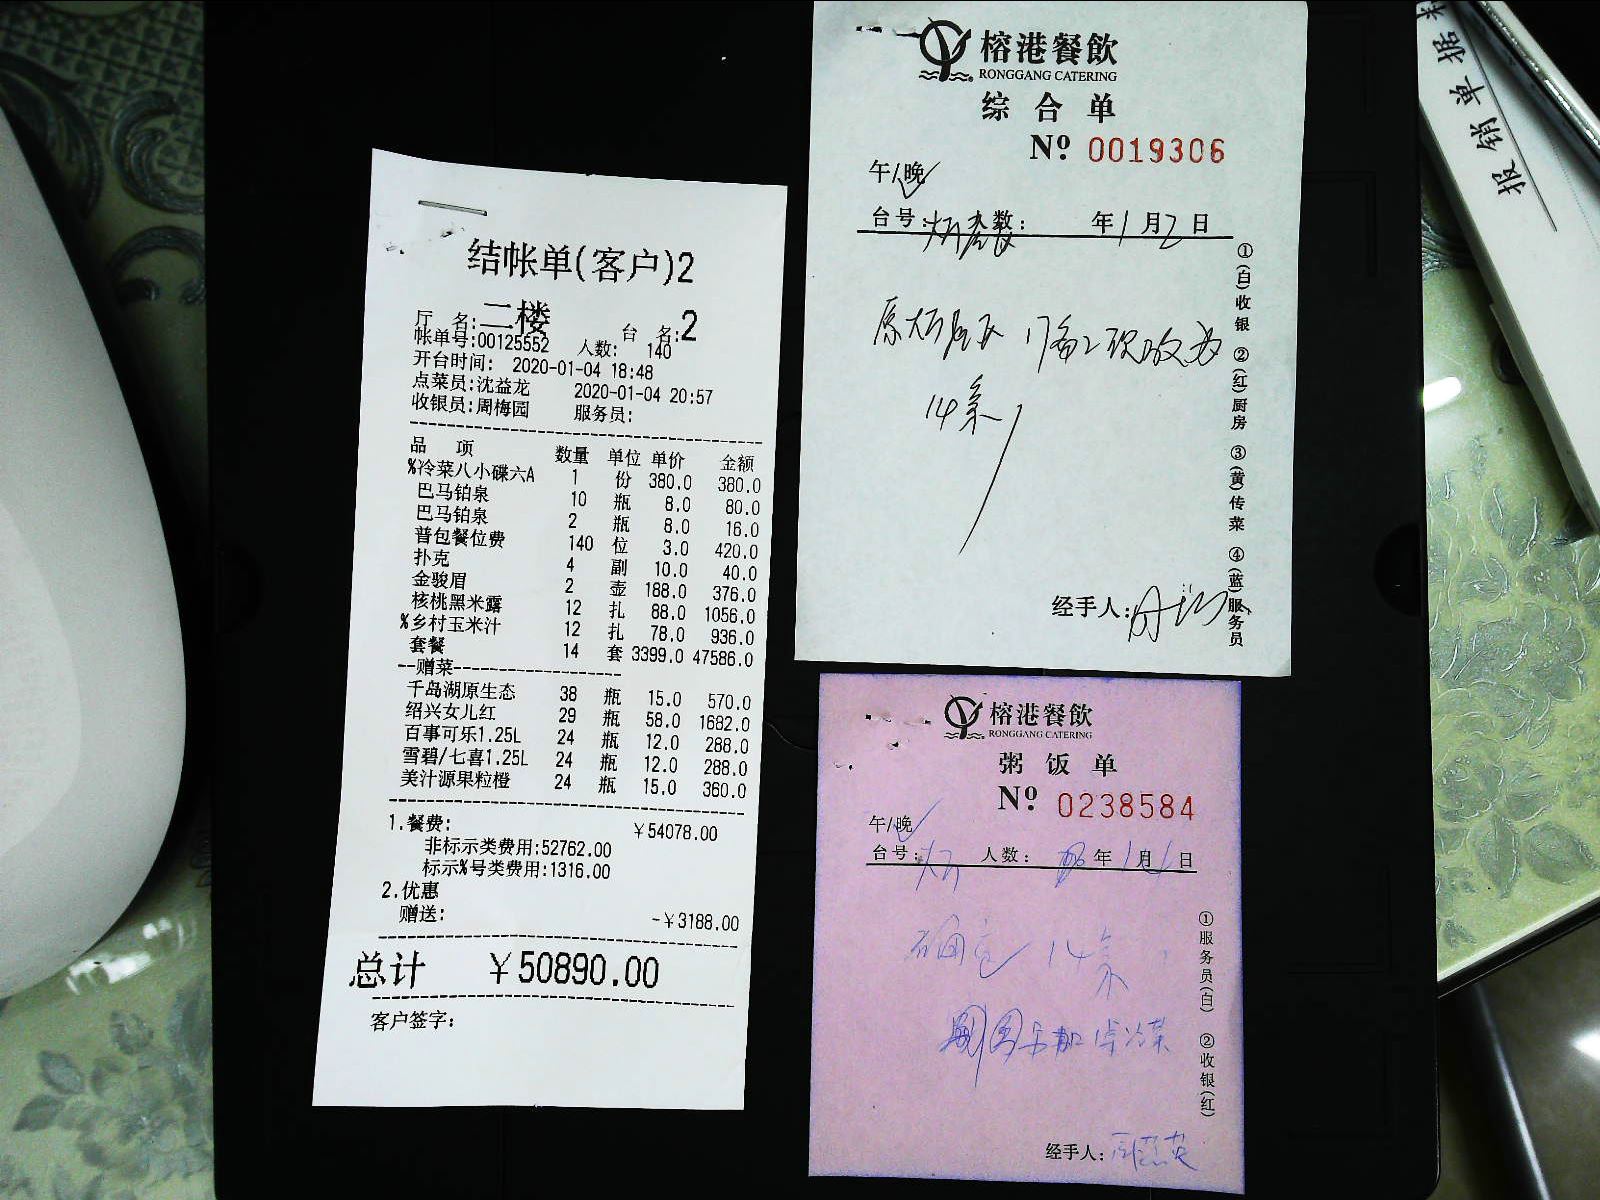 结帐单(客户)2
厅 名:二楼 台 名:2
帐单号:00125552 人数: 140
开台时间: 2020-01-04 18:48
点菜员:沈益龙 2020-01-04 20:57
收银员:周梅园 服务员:
品 项 数量 单位 单价 金额
%冷菜八小碟六A 1 份 380.0 380.0
巴马铂泉 10 瓶 8.0 80.0
巴马铂泉 2 瓶 8.0 16.0
普包餐位费 140 位 3.0 420.0
扑克 4 副 10.0 40.0
金骏眉 2 壶 188.0 376.0
核桃黑米露 12 扎 88.0 1056.0
%乡村玉米汁 12 扎 78.0 936.0
套餐 14 套 3399.0 47586.0
--赠菜--
千岛湖原生态 38 瓶 15.0 570.0
绍兴女儿红 29 瓶 58.0 1682.0
百事可乐1.25L 24 瓶 12.0 288.0
雪碧/七喜1.25L 24 瓶 12.0 288.0
美汁源果粒橙 24 瓶 15.0 360.0
1.餐费: ￥54078.00
非标示类费用:52762.00
标示%号类费用:1316.00
2.优惠
赠送: -￥3188.00
总计 ￥50890.00
客户签字:
榕港餐飲
RONGGANG CATERING
综合单
Nº 0019306
午/晚
台号: 人数: 年1月2日
14桌
经手人:
①(白)收银 ②(红)厨房 ③(黄)传菜 ④(蓝)服务员
榕港餐飲
RONGGANG CATERING
粥饭单
Nº 0238584
午/晚
台号: 人数: 年1月1日
确定 14桌
经手人:
①服务员(白) ②收银(红)
报销单据粘